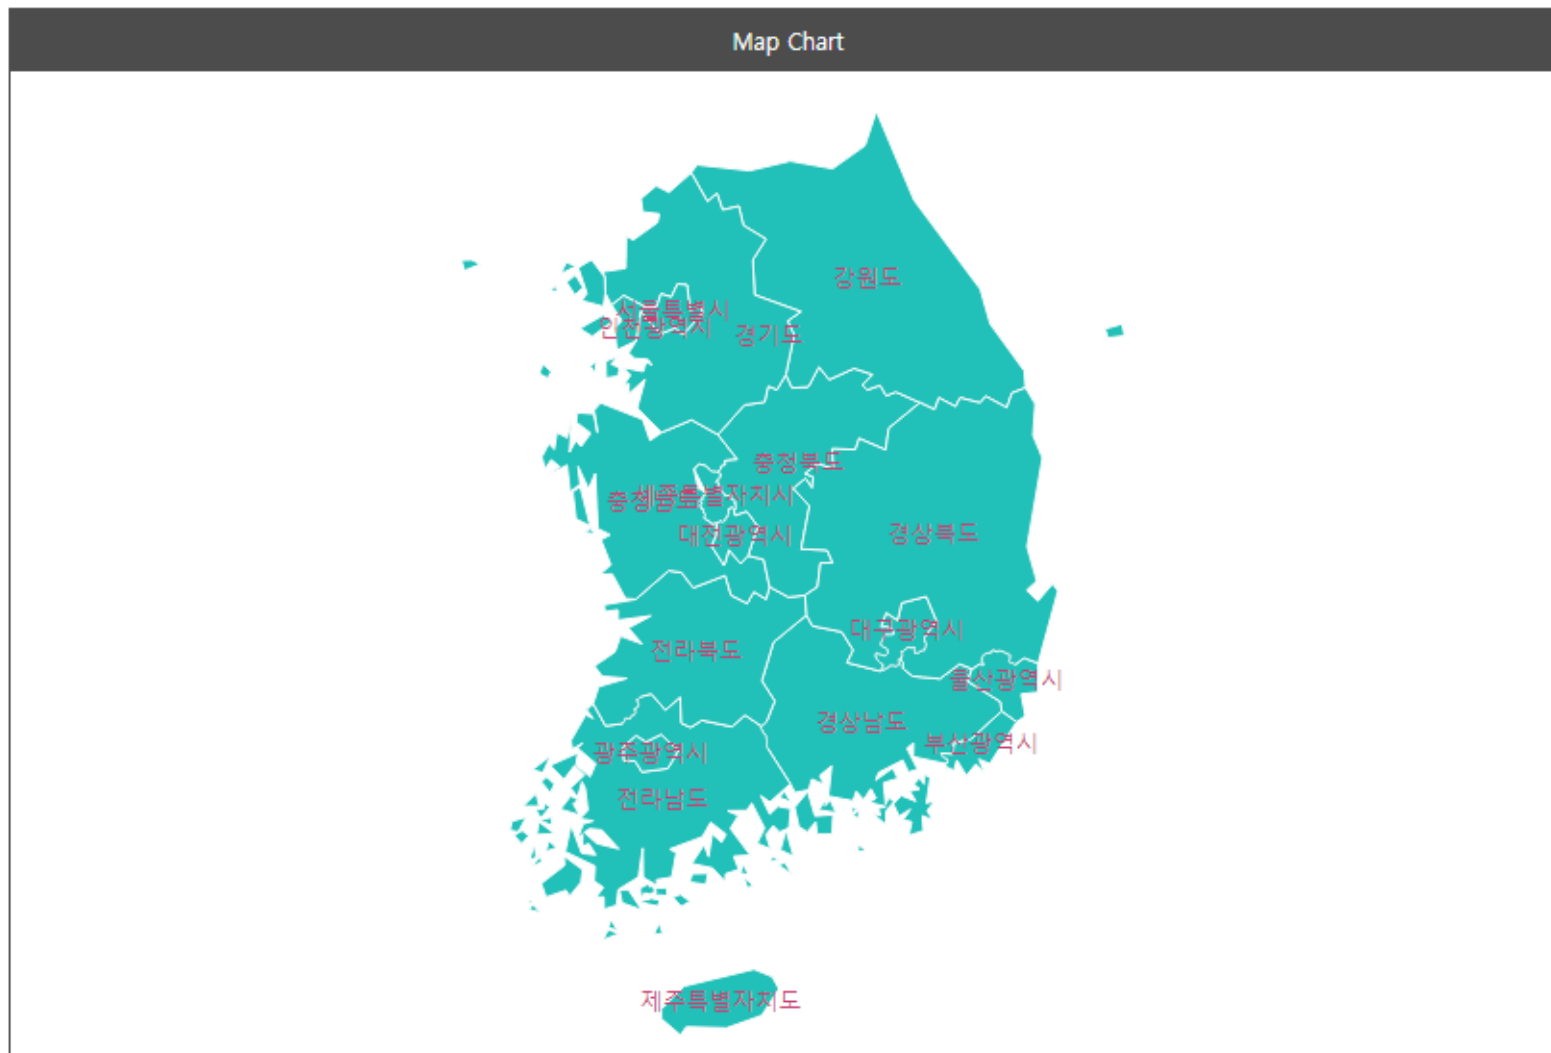 Map Chart
강원도
서울특별시
인천광역시
경기도
충청북도
세종특별자치시
충청남도
대전광역시
경상북도
대구광역시
전라북도
울산광역시
경상남도
부산광역시
광주광역시
전라남도
제주특별자치도